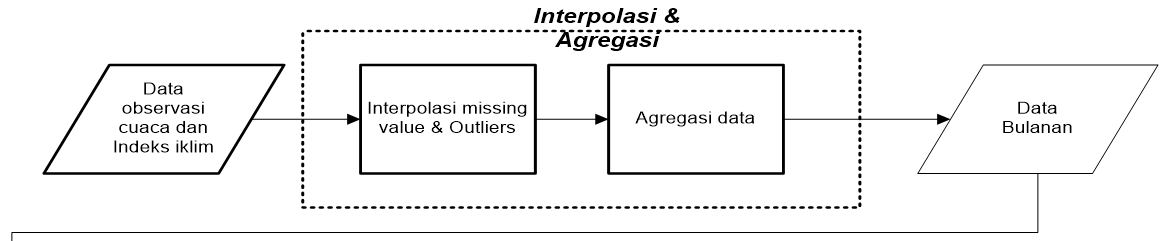 Interpolasi &
Agregasi
Data
observasi
cuaca dan
Indeks iklim
Interpolasi missing
value & Outliers
Agregasi data
Data
Bulanan